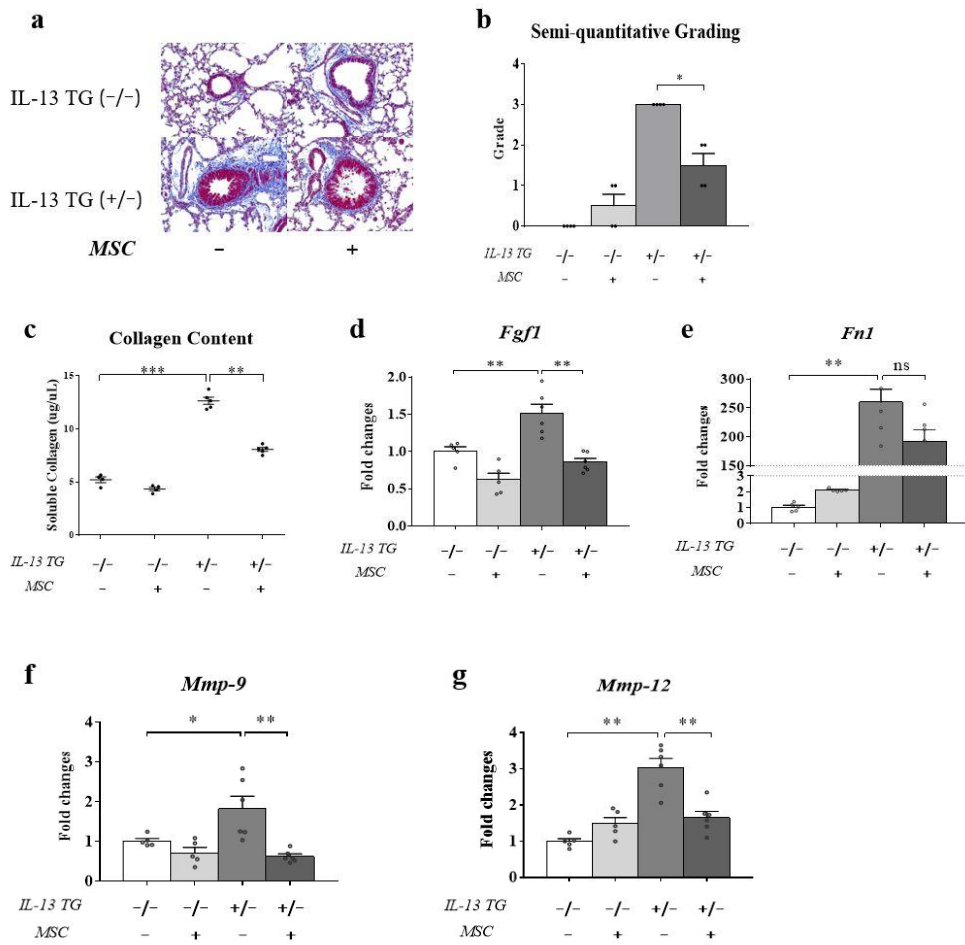 a
IL-13 TG (−/−)
IL-13 TG (+/−)
MSC − +
b
Semi-quantitative Grading
*
Grade
4
3
2
1
0
IL-13 TG −/− −/− +/− +/−
MSC − + − +
c
Collagen Content
*** **
Soluble Collagen (ug/uL)
15
10
5
0
IL-13 TG −/− −/− +/− +/−
MSC − + − +
d
Fgf1
** **
Fold changes
2.0
1.5
1.0
0.5
0.0
IL-13 TG −/− −/− +/− +/−
MSC − + − +
e
Fn1
** ns
Fold changes
300
250
200
150
3
2
1
0
IL-13 TG −/− −/− +/− +/−
MSC − + − +
f
Mmp-9
* **
Fold changes
4
3
2
1
0
IL-13 TG −/− −/− +/− +/−
MSC − + − +
g
Mmp-12
** **
Fold changes
4
3
2
1
0
IL-13 TG −/− −/− +/− +/−
MSC − + − +